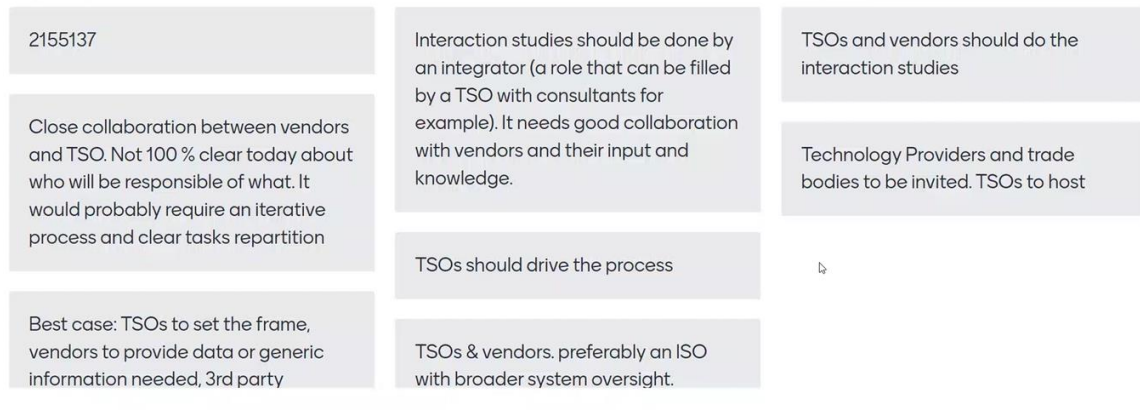 2155137
Close collaboration between vendors
and TSO. Not 100 % clear today about
who will be responsible of what. It
would probably require an iterative
process and clear tasks repartition
Best case: TSOs to set the frame,
vendors to provide data or generic
information needed, 3rd party
Interaction studies should be done by
an integrator (a role that can be filled
by a TSO with consultants for
example). It needs good collaboration
with vendors and their input and
knowledge.
TSOs should drive the process
TSOs & vendors. preferably an ISO
with broader system oversight.
TSOs and vendors should do the
interaction studies
Technology Providers and trade
bodies to be invited. TSOs to host